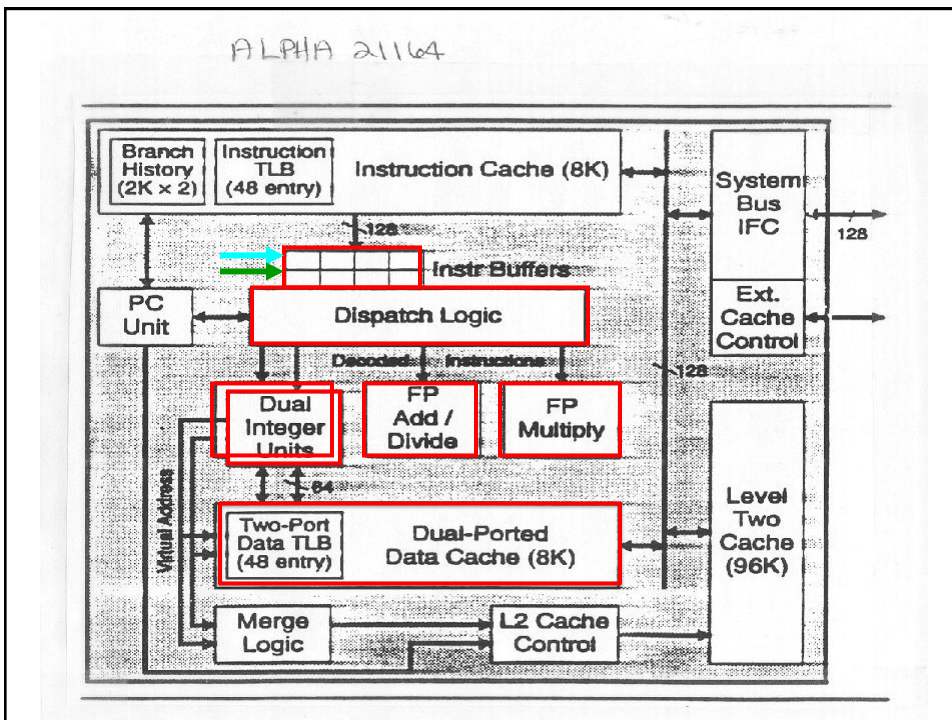 ALPHA 21164
Branch
History
(2K × 2)
Instruction
TLB
(48 entry)
Instruction Cache (8K)
128
Instr Buffers
PC
Unit
Dispatch Logic
Decoded Instructions
Dual
Integer
Units
FP
Add /
Divide
FP
Multiply
64
Virtual Address
Two-Port
Data TLB
(48 entry)
Dual-Ported
Data Cache (8K)
Merge
Logic
L2 Cache
Control
128
System
Bus
IFC
128
Ext.
Cache
Control
Level
Two
Cache
(96K)